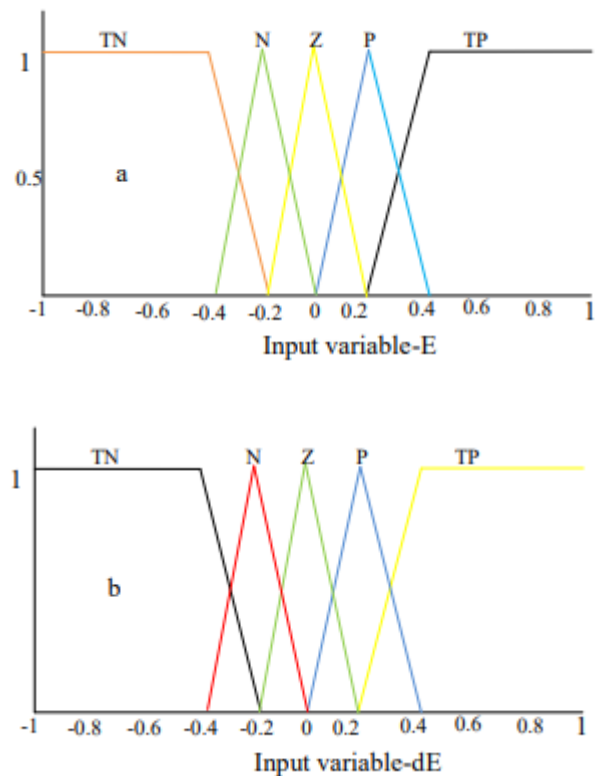 TN N Z P TP
1
0.5
a
-1 -0.8 -0.6 -0.4 -0.2 0 0.2 0.4 0.6 0.8 1
Input variable-E
TN N Z P TP
1
b
-1 -0.8 -0.6 -0.4 -0.2 0 0.2 0.4 0.6 0.8 1
Input variable-dE